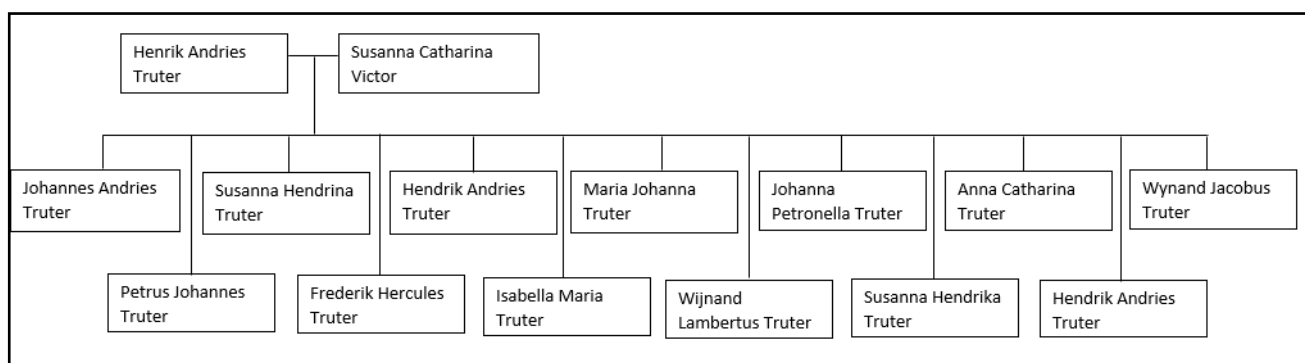 Henrik Andries
Truter
Susanna Catharina
Victor
Johannes Andries
Truter
Susanna Hendrina
Truter
Hendrik Andries
Truter
Maria Johanna
Truter
Johanna
Petronella Truter
Anna Catharina
Truter
Wynand Jacobus
Truter
Petrus Johannes
Truter
Frederik Hercules
Truter
Isabella Maria
Truter
Wijnand
Lambertus Truter
Susanna Hendrika
Truter
Hendrik Andries
Truter